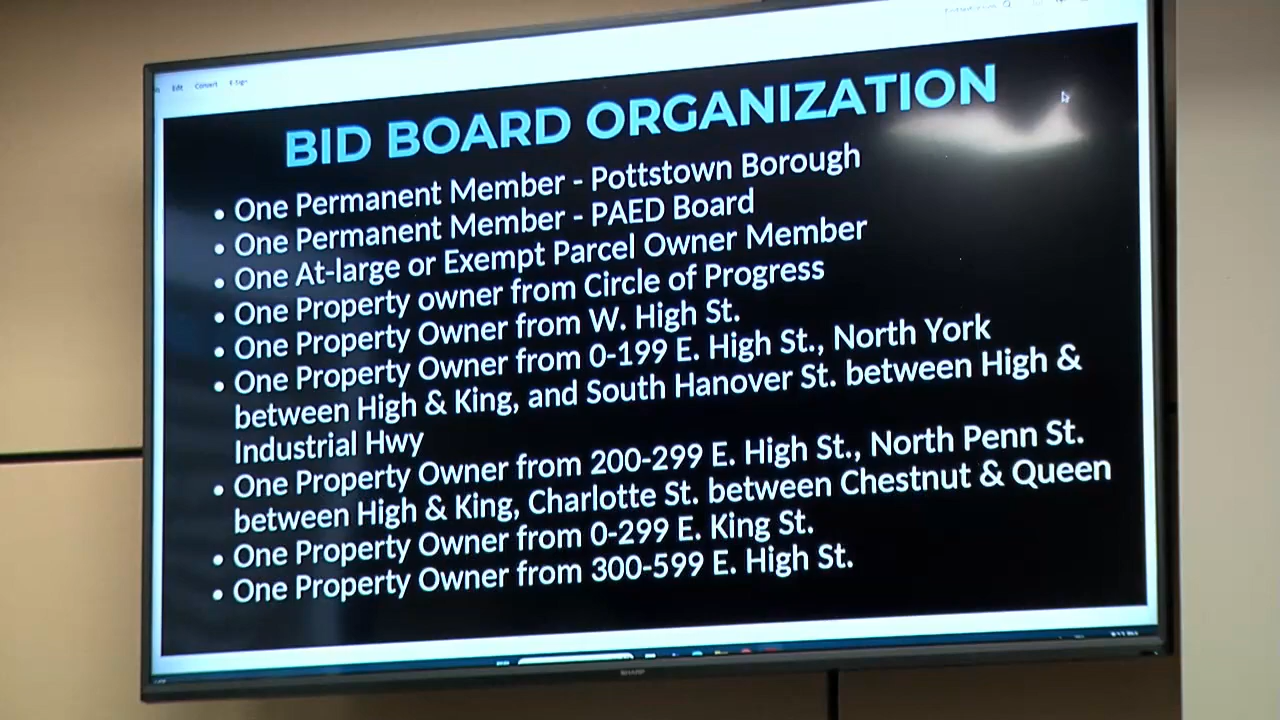 Edit Convert E-Sign
BID BOARD ORGANIZATION
• One Permanent Member - Pottstown Borough
• One Permanent Member - PAED Board
• One At-large or Exempt Parcel Owner Member
• One Property owner from Circle of Progress
• One Property Owner from W. High St.
• One Property Owner from 0-199 E. High St., North York
between High & King, and South Hanover St. between High &
Industrial Hwy
• One Property Owner from 200-299 E. High St., North Penn St.
between High & King, Charlotte St. between Chestnut & Queen
• One Property Owner from 0-299 E. King St.
• One Property Owner from 300-599 E. High St.
SHARP